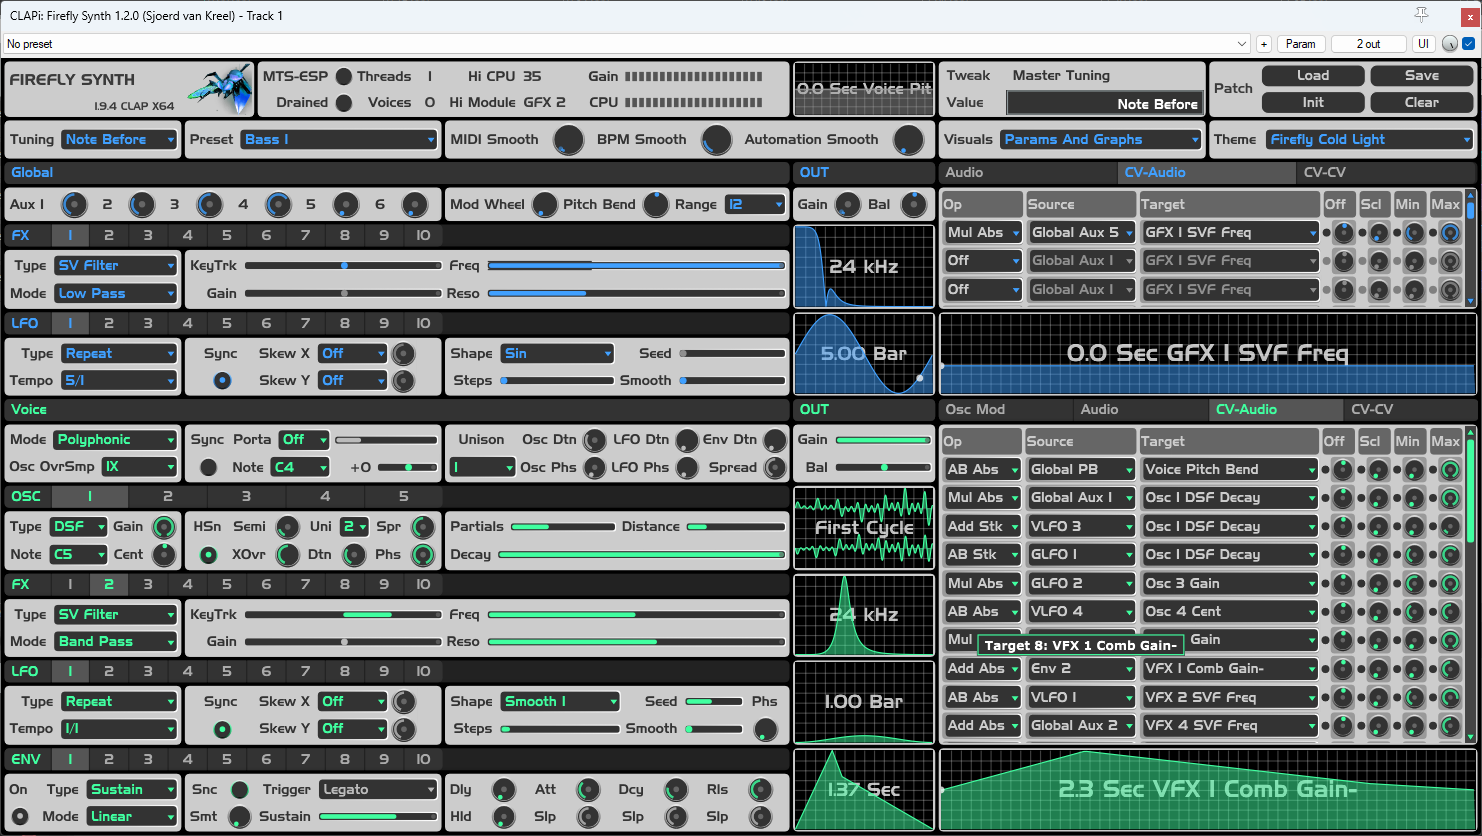 CLAPi: Firefly Synth 1.2.0 (Sjoerd van Kreel) - Track 1
No preset + Param 2 out UI
FIREFLY SYNTH
1.9.4 CLAP X64
MTS-ESP Threads 1 Hi CPU 35 Gain
Drained Voices 0 Hi Module GFX 2 CPU
0.0 Sec Voice Pit
Tweak Master Tuning
Value Note Before
Patch Load Save
Init Clear
Tuning Note Before Preset Bass 1 MIDI Smooth BPM Smooth Automation Smooth Visuals Params And Graphs Theme Firefly Cold Light
Global OUT Audio CV-Audio CV-CV
Aux 1 2 3 4 5 6 Mod Wheel Pitch Bend Range 12 Gain Bal
Op Source Target Off Scl Min Max
FX 1 2 3 4 5 6 7 8 9 10
Mul Abs Global Aux 5 GFX 1 SVF Freq
Type SV Filter KeyTrk Freq 24 kHz
Off Global Aux 1 GFX 1 SVF Freq
Mode Low Pass Gain Reso
Off Global Aux 1 GFX 1 SVF Freq
LFO 1 2 3 4 5 6 7 8 9 10
Type Repeat Sync Skew X Off Shape Sin Seed 5.00 Bar
0.0 Sec GFX 1 SVF Freq
Tempo 5/1 Skew Y Off Steps Smooth
Voice OUT Osc Mod Audio CV-Audio CV-CV
Mode Polyphonic Sync Porta Off Unison Osc Dtn LFO Dtn Env Dtn Gain
Op Source Target Off Scl Min Max
Osc OvrSmp 1X Note C4 +0 1 Osc Phs LFO Phs Spread Bal
AB Abs Global PB Voice Pitch Bend
OSC 1 2 3 4 5
Mul Abs Global Aux 1 Osc 1 DSF Decay
Type DSF Gain HSn Semi Uni 2 Spr Partials Distance First Cycle
Add Stk VLFO 3 Osc 1 DSF Decay
Note C5 Cent XOvr Dtn Phs Decay
AB Stk GLFO 1 Osc 1 DSF Decay
FX 1 2 3 4 5 6 7 8 9 10
Mul Abs GLFO 2 Osc 3 Gain
Type SV Filter KeyTrk Freq 24 kHz
AB Abs VLFO 4 Osc 4 Cent
Mode Band Pass Gain Reso
Mul Gain
Target 8: VFX 1 Comb Gain-
LFO 1 2 3 4 5 6 7 8 9 10
Add Abs Env 2 VFX 1 Comb Gain-
Type Repeat Sync Skew X Off Shape Smooth 1 Seed Phs 1.00 Bar
AB Abs VLFO 1 VFX 2 SVF Freq
Tempo 1/1 Skew Y Off Steps Smooth
Add Abs Global Aux 2 VFX 4 SVF Freq
ENV 1 2 3 4 5 6 7 8 9 10
On Type Sustain Snc Trigger Legato Dly Att Dcy Rls 1.37 Sec
2.3 Sec VFX 1 Comb Gain-
Mode Linear Smt Sustain Hld Slp Slp Slp